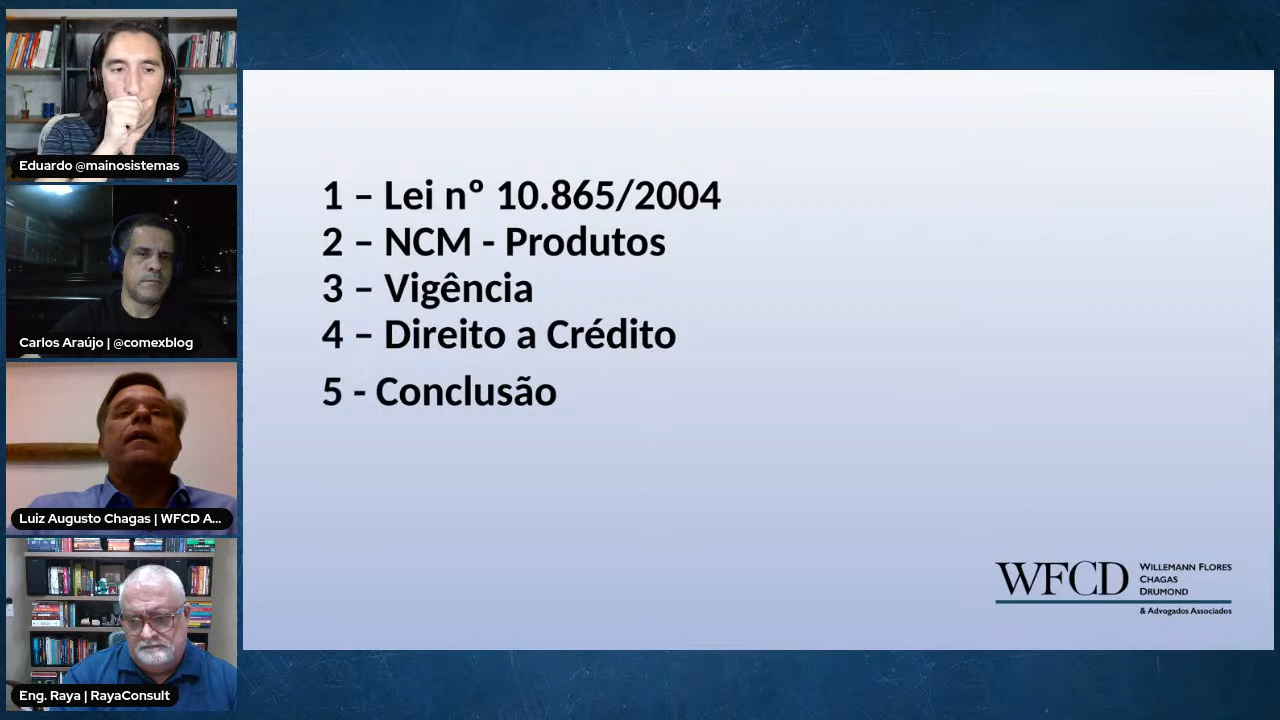 Eduardo @mainosistemas
Carlos Araújo | @comexblog
Luiz Augusto Chagas | WFCD A...
Eng. Raya | RayaConsult
1 – Lei nº 10.865/2004
2 – NCM - Produtos
3 – Vigência
4 – Direito a Crédito
5 - Conclusão
WFCD
WILLEMANN FLORES
CHAGAS
DRUMOND
& Advogados Associados